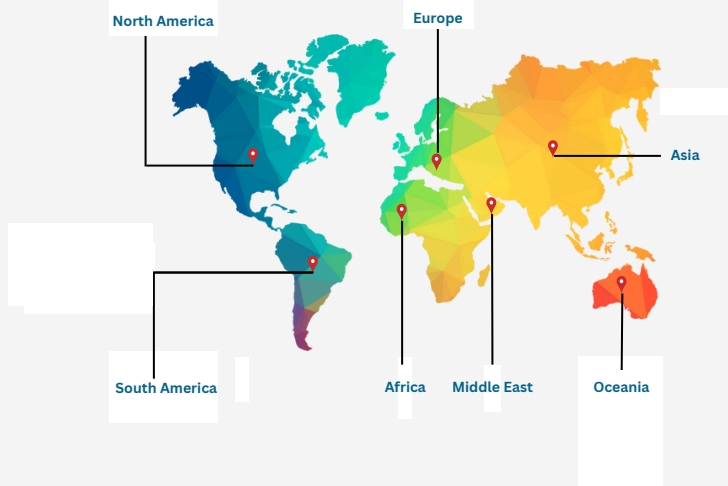 North America
Europe
Asia
South America
Africa
Middle East
Oceania